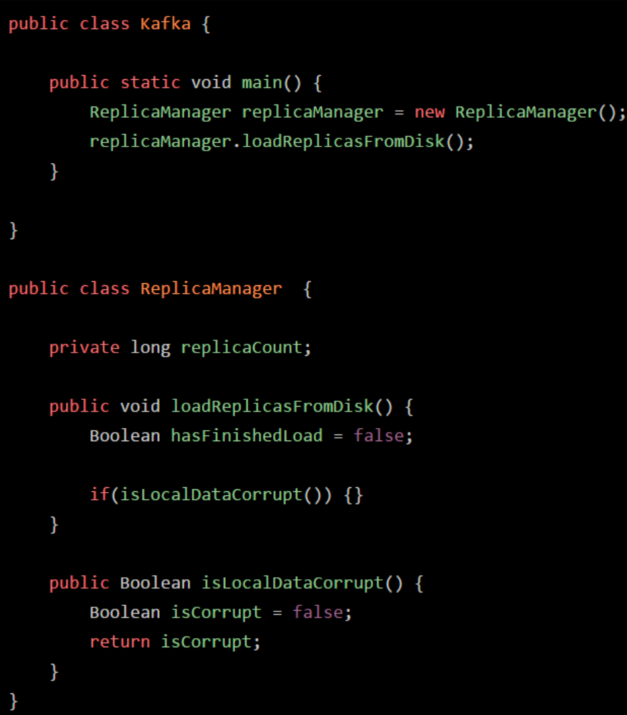 public class Kafka {
public static void main() {
ReplicaManager replicaManager = new ReplicaManager();
replicaManager.loadReplicasFromDisk();
}
}
public class ReplicaManager  {
private long replicaCount;
public void loadReplicasFromDisk() {
Boolean hasFinishedLoad = false;
if(isLocalDataCorrupt()) {}
}
public Boolean isLocalDataCorrupt() {
Boolean isCorrupt = false;
return isCorrupt;
}
}